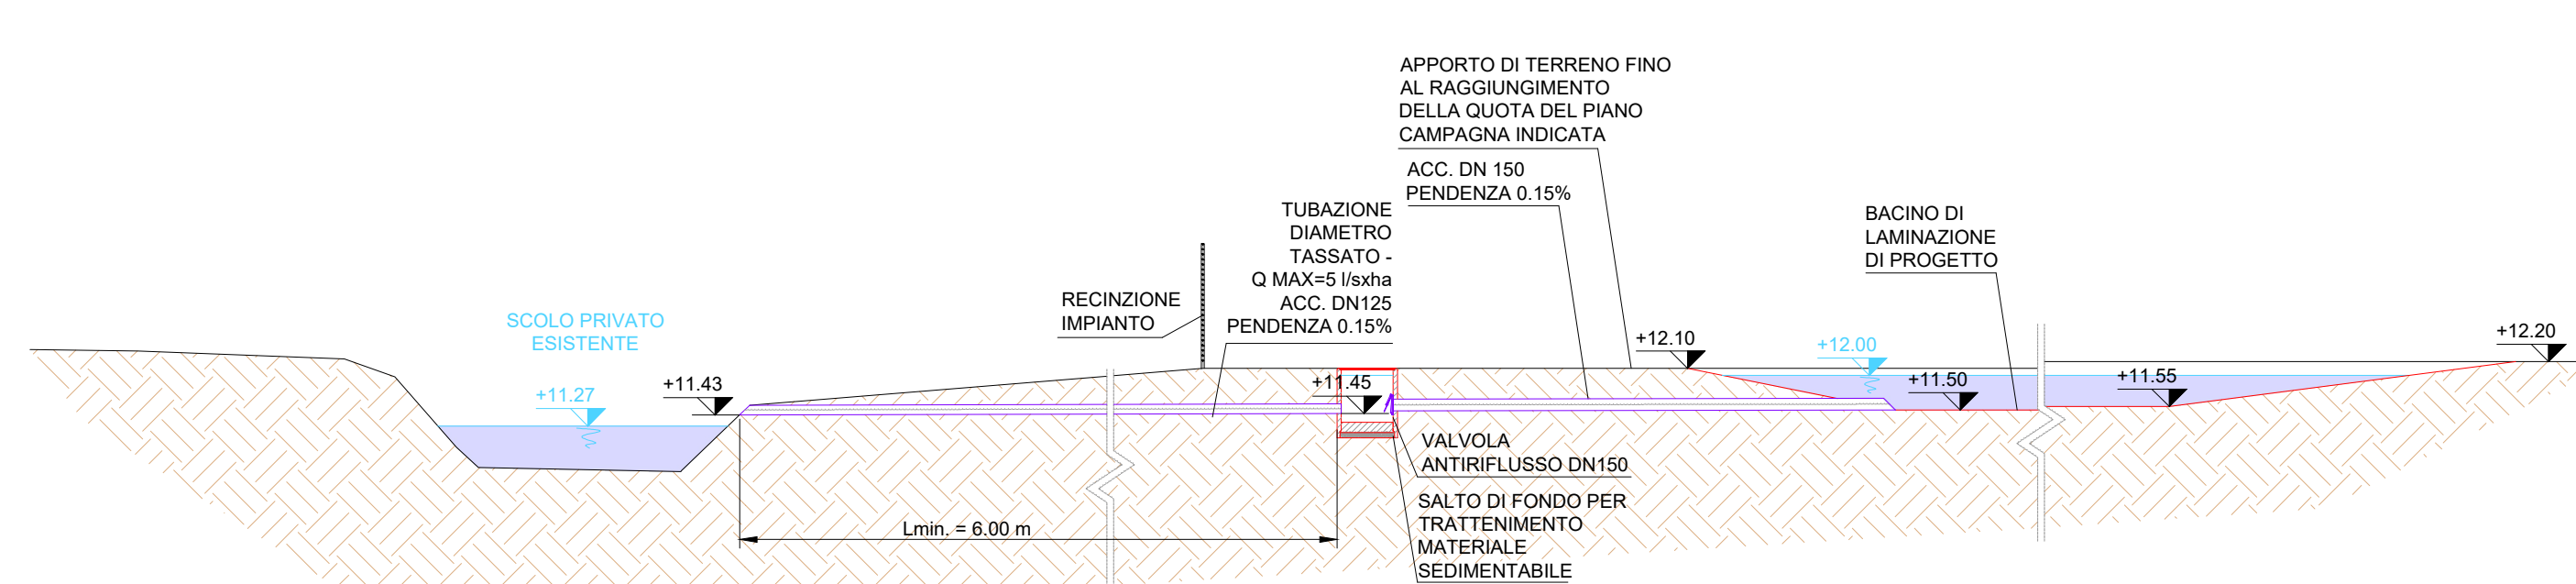 APPORTO DI TERRENO FINO
AL RAGGIUNGIMENTO
DELLA QUOTA DEL PIANO
CAMPAGNA INDICATA
ACC. DN 150
PENDENZA 0.15%
TUBAZIONE
DIAMETRO
TASSATO -
Q MAX=5 l/sxha
ACC. DN125
PENDENZA 0.15%
BACINO DI
LAMINAZIONE
DI PROGETTO
RECINZIONE
IMPIANTO
SCOLO PRIVATO
ESISTENTE
+11.27
+11.43
+11.45
+12.10
+12.00
+11.50
+11.55
+12.20
VALVOLA
ANTIRIFLUSSO DN150
SALTO DI FONDO PER
TRATTENIMENTO
MATERIALE
SEDIMENTABILE
Lmin. = 6.00 m